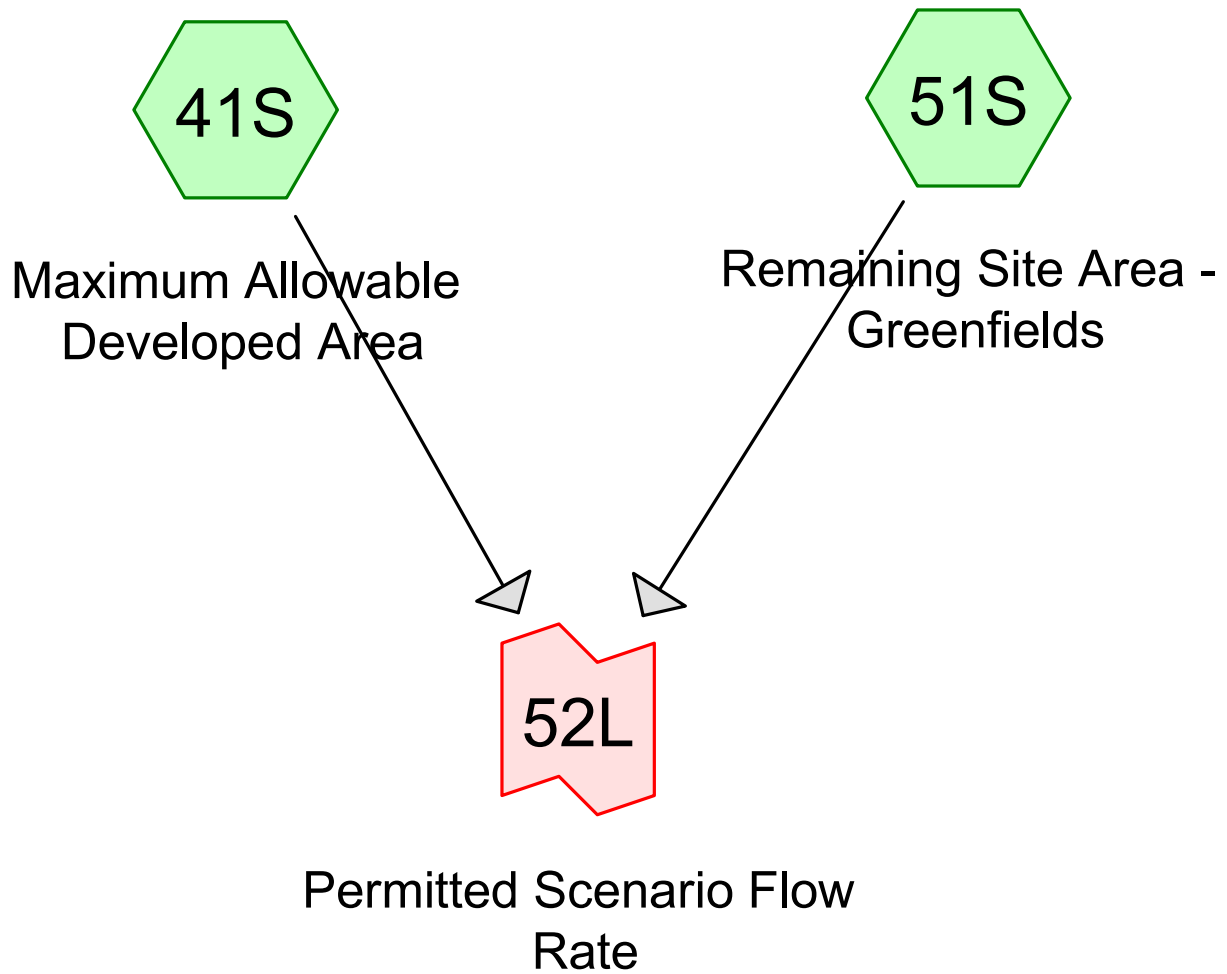 41S
Maximum Allowable
Developed Area
51S
Remaining Site Area -
Greenfields
52L
Permitted Scenario Flow
Rate